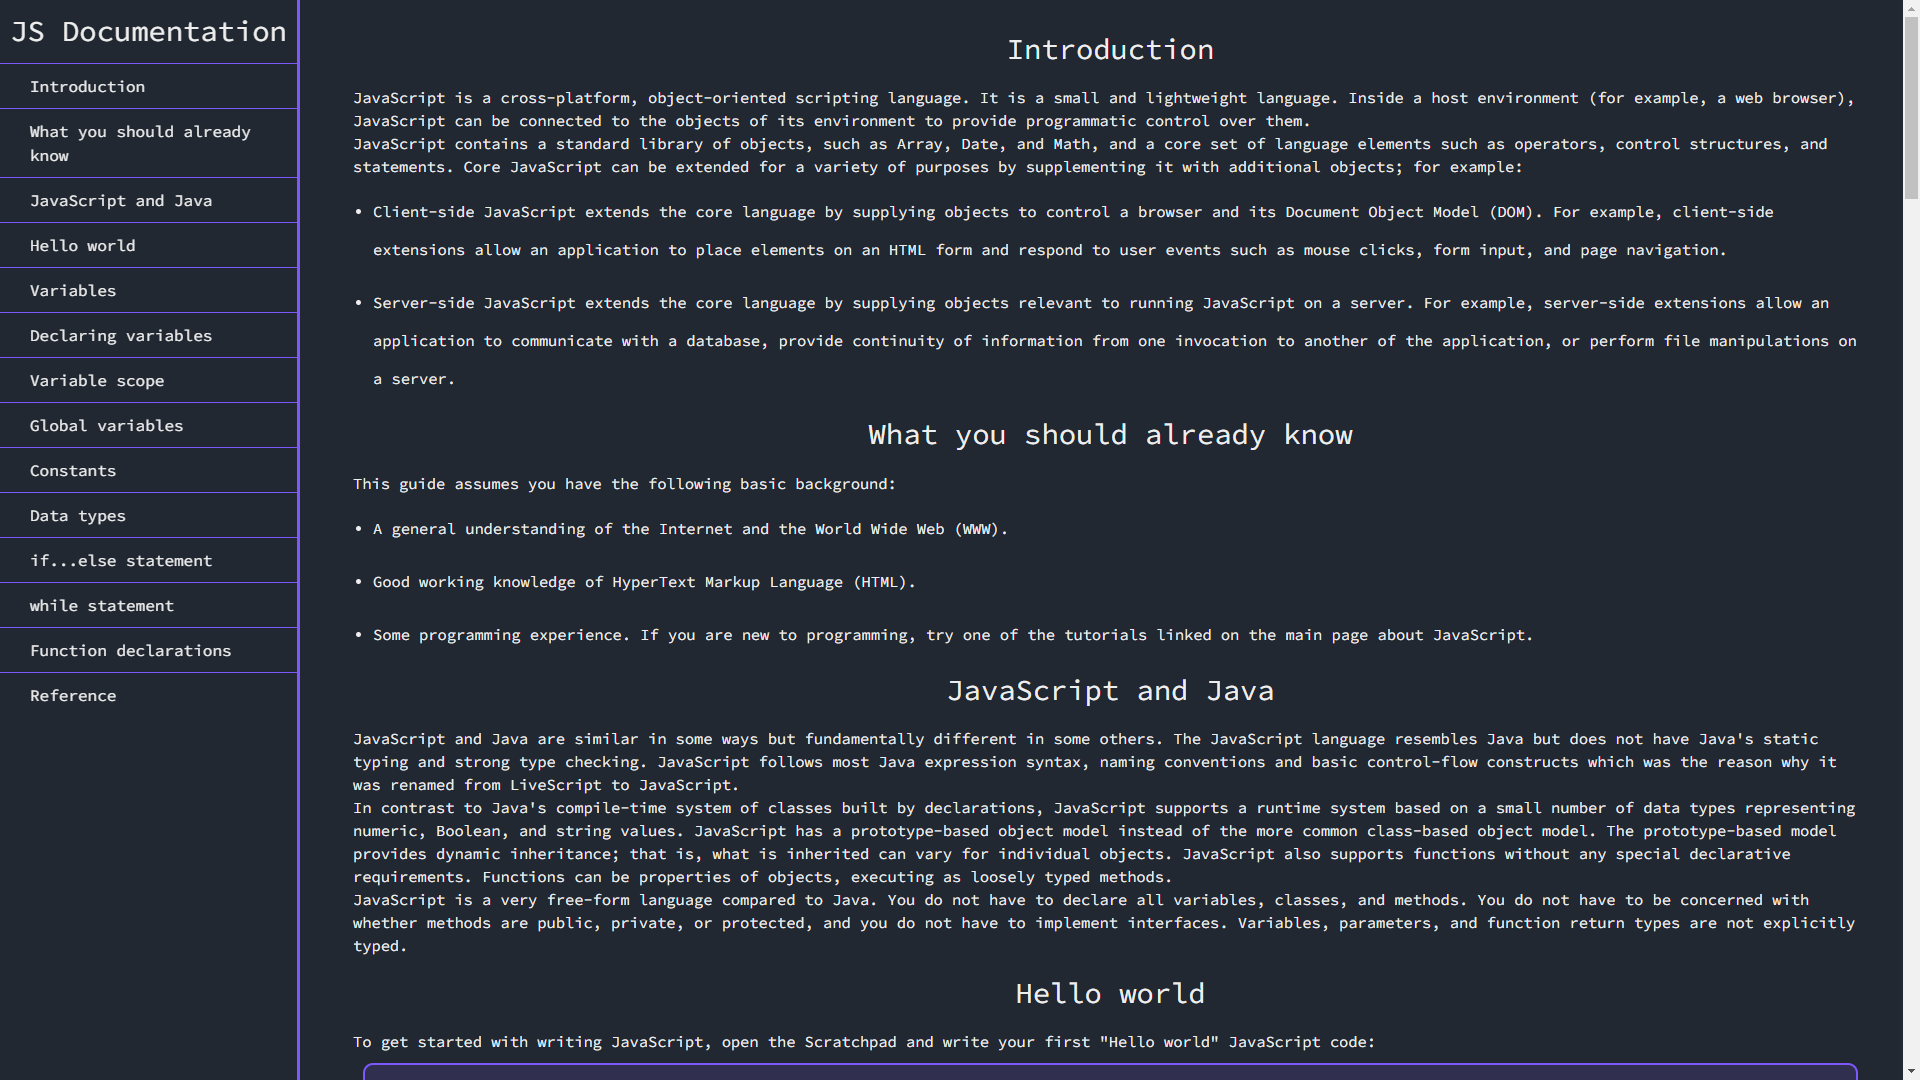 JS Documentation
Introduction
What you should already
know
JavaScript and Java
Hello world
Variables
Declaring variables
Variable scope
Global variables
Constants
Data types
if...else statement
while statement
Function declarations
Reference
Introduction
JavaScript is a cross-platform, object-oriented scripting language. It is a small and lightweight language. Inside a host environment (for example, a web browser),
JavaScript can be connected to the objects of its environment to provide programmatic control over them.
JavaScript contains a standard library of objects, such as Array, Date, and Math, and a core set of language elements such as operators, control structures, and
statements. Core JavaScript can be extended for a variety of purposes by supplementing it with additional objects; for example:
• Client-side JavaScript extends the core language by supplying objects to control a browser and its Document Object Model (DOM). For example, client-side
extensions allow an application to place elements on an HTML form and respond to user events such as mouse clicks, form input, and page navigation.
• Server-side JavaScript extends the core language by supplying objects relevant to running JavaScript on a server. For example, server-side extensions allow an
application to communicate with a database, provide continuity of information from one invocation to another of the application, or perform file manipulations on
a server.
What you should already know
This guide assumes you have the following basic background:
• A general understanding of the Internet and the World Wide Web (WWW).
• Good working knowledge of HyperText Markup Language (HTML).
• Some programming experience. If you are new to programming, try one of the tutorials linked on the main page about JavaScript.
JavaScript and Java
JavaScript and Java are similar in some ways but fundamentally different in some others. The JavaScript language resembles Java but does not have Java's static
typing and strong type checking. JavaScript follows most Java expression syntax, naming conventions and basic control-flow constructs which was the reason why it
was renamed from LiveScript to JavaScript.
In contrast to Java's compile-time system of classes built by declarations, JavaScript supports a runtime system based on a small number of data types representing
numeric, Boolean, and string values. JavaScript has a prototype-based object model instead of the more common class-based object model. The prototype-based model
provides dynamic inheritance; that is, what is inherited can vary for individual objects. JavaScript also supports functions without any special declarative
requirements. Functions can be properties of objects, executing as loosely typed methods.
JavaScript is a very free-form language compared to Java. You do not have to declare all variables, classes, and methods. You do not have to be concerned with
whether methods are public, private, or protected, and you do not have to implement interfaces. Variables, parameters, and function return types are not explicitly
typed.
Hello world
To get started with writing JavaScript, open the Scratchpad and write your first "Hello world" JavaScript code: